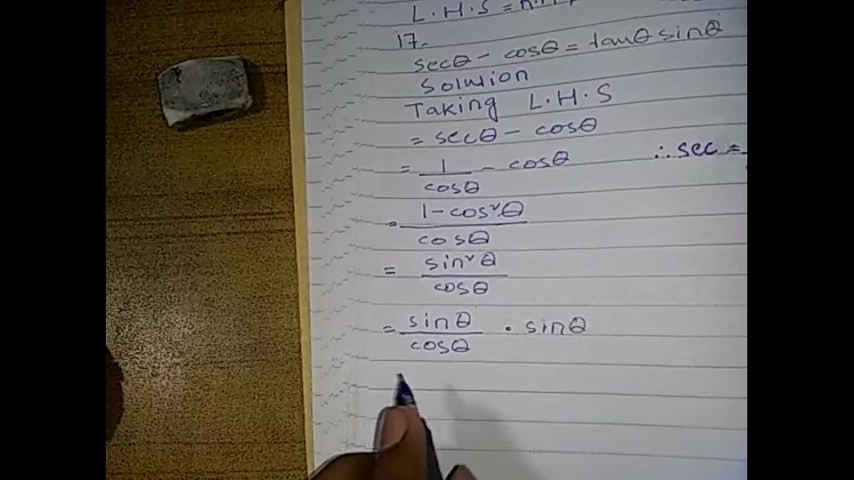 L.H.S =
17.
secθ - cosθ = tanθ sinθ
Solution
Taking L.H.S
= secθ - cosθ
= 1/cosθ - cosθ ∴ sec =
= 1-cos²θ/cosθ
= sin²θ/cosθ
= sinθ/cosθ . sinθ